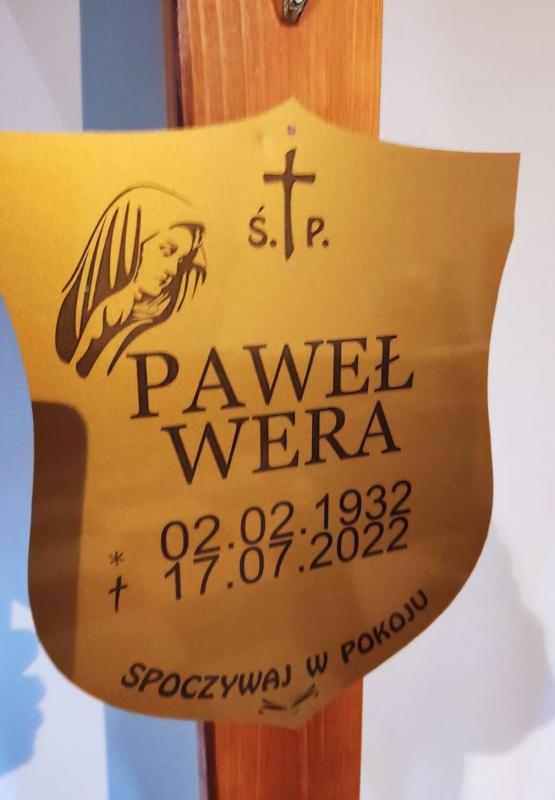 Ś. P.
PAWEŁ
WERA
* 02.02.1932
† 17.07.2022
SPOCZYWAJ W POKOJU